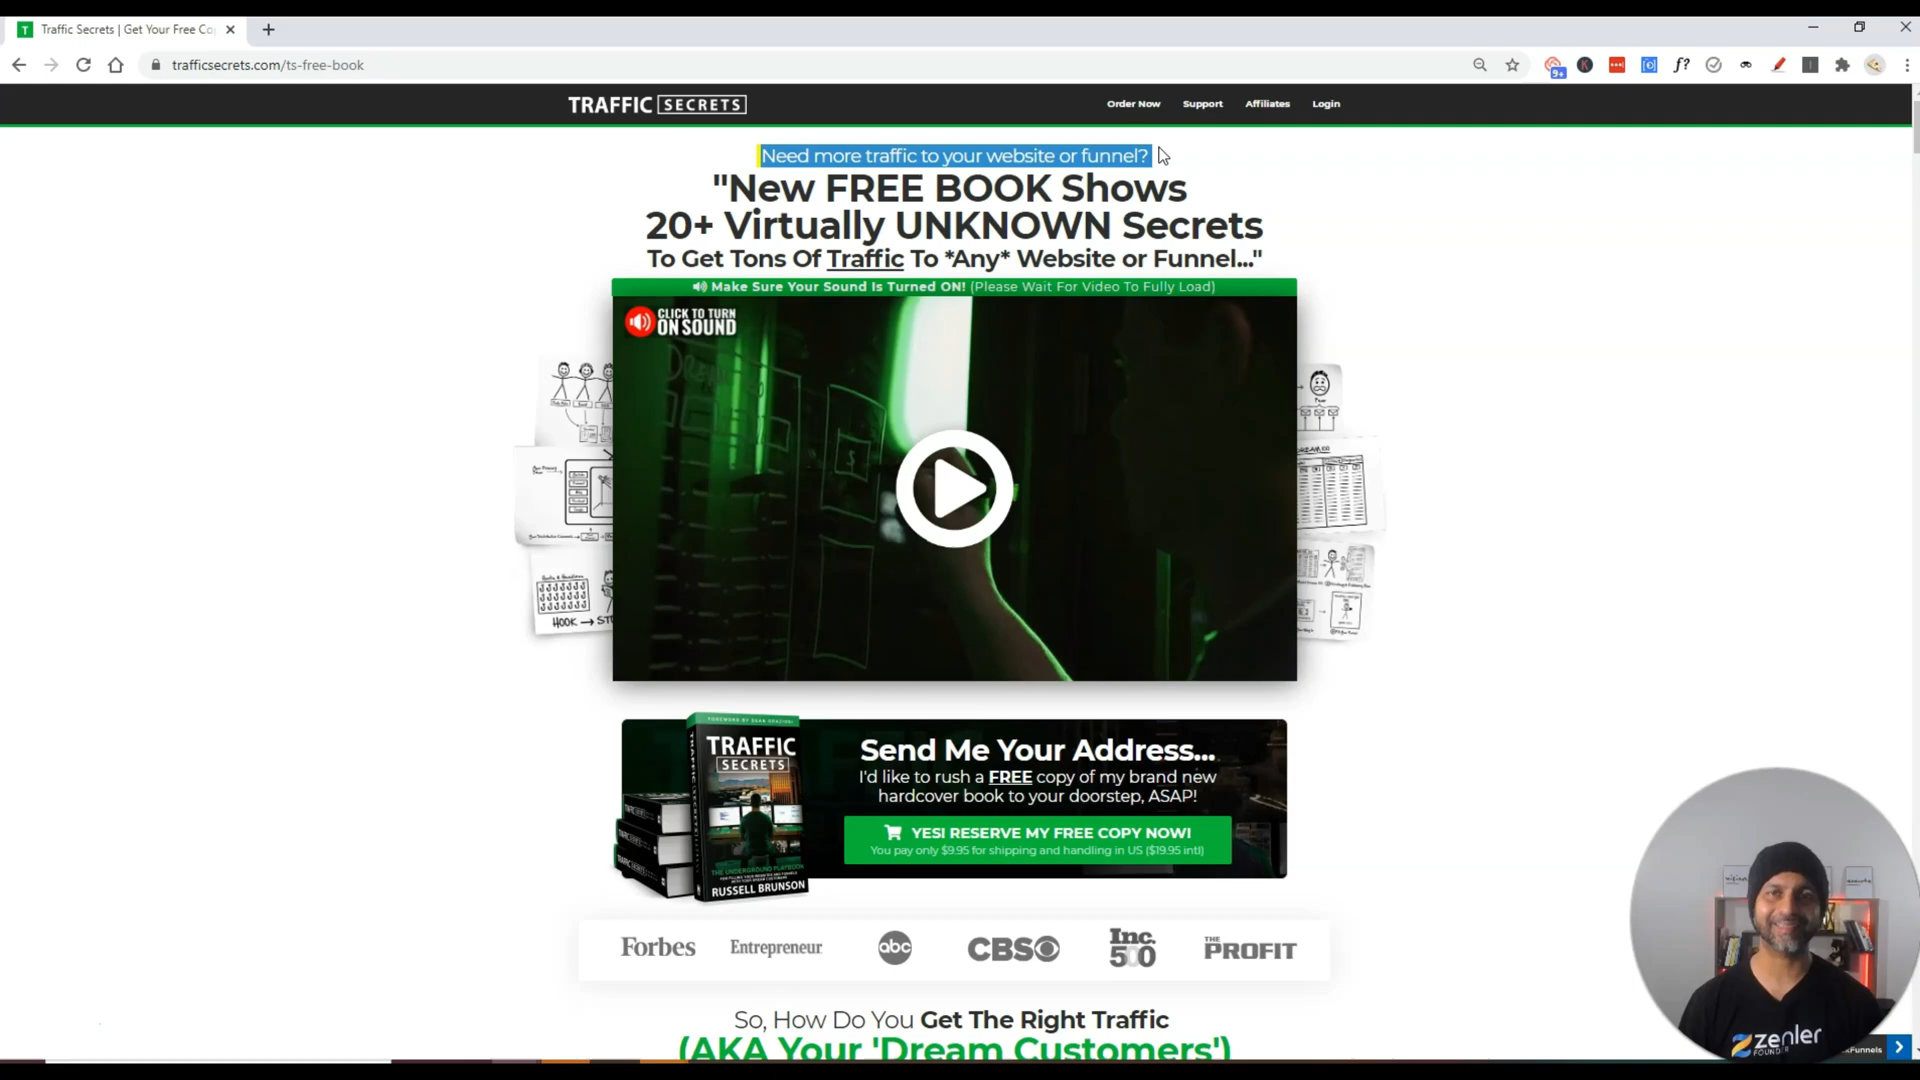 Traffic Secrets | Get Your Free Co
trafficsecrets.com/ts-free-book
9+
f?
TRAFFIC SECRETS
Order Now Support Affiliates Login
Need more traffic to your website or funnel?
"New FREE BOOK Shows
20+ Virtually UNKNOWN Secrets
To Get Tons Of Traffic To *Any* Website or Funnel..."
Make Sure Your Sound Is Turned ON! (Please Wait For Video To Fully Load)
CLICK TO TURN
ON SOUND
HOOK → ST
TRAFFIC
SECRETS
RUSSELL BRUNSON
Send Me Your Address...
I'd like to rush a FREE copy of my brand new
hardcover book to your doorstep, ASAP!
YES! RESERVE MY FREE COPY NOW!
You pay only $9.95 for shipping and handling in US ($19.95 intl)
Forbes Entrepreneur abc CBS Inc. 500 THE PROFIT
So, How Do You Get The Right Traffic
(AKA Your 'Dream Customers')
zenler
FOUNDER
Funnels